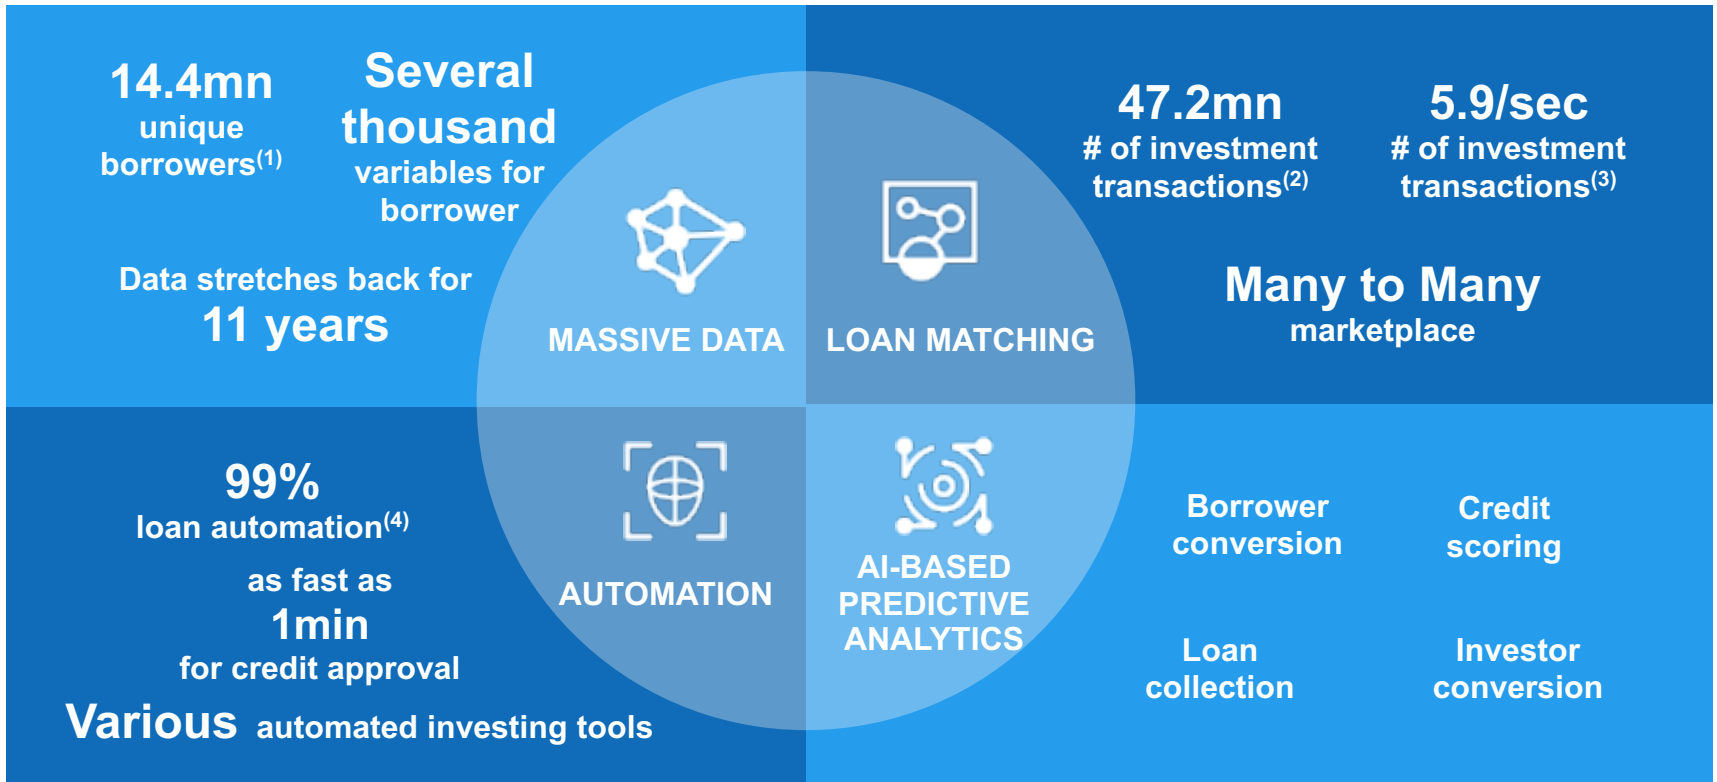 14.4mn
unique
borrowers(1)
Several
thousand
variables for
borrower
Data stretches back for
11 years
MASSIVE DATA
47.2mn
# of investment
transactions(2)
5.9/sec
# of investment
transactions(3)
Many to Many
marketplace
LOAN MATCHING
99%
loan automation(4)
as fast as
1min
for credit approval
Various automated investing tools
AUTOMATION
AI-BASED
PREDICTIVE
ANALYTICS
Borrower
conversion
Credit
scoring
Loan
collection
Investor
conversion